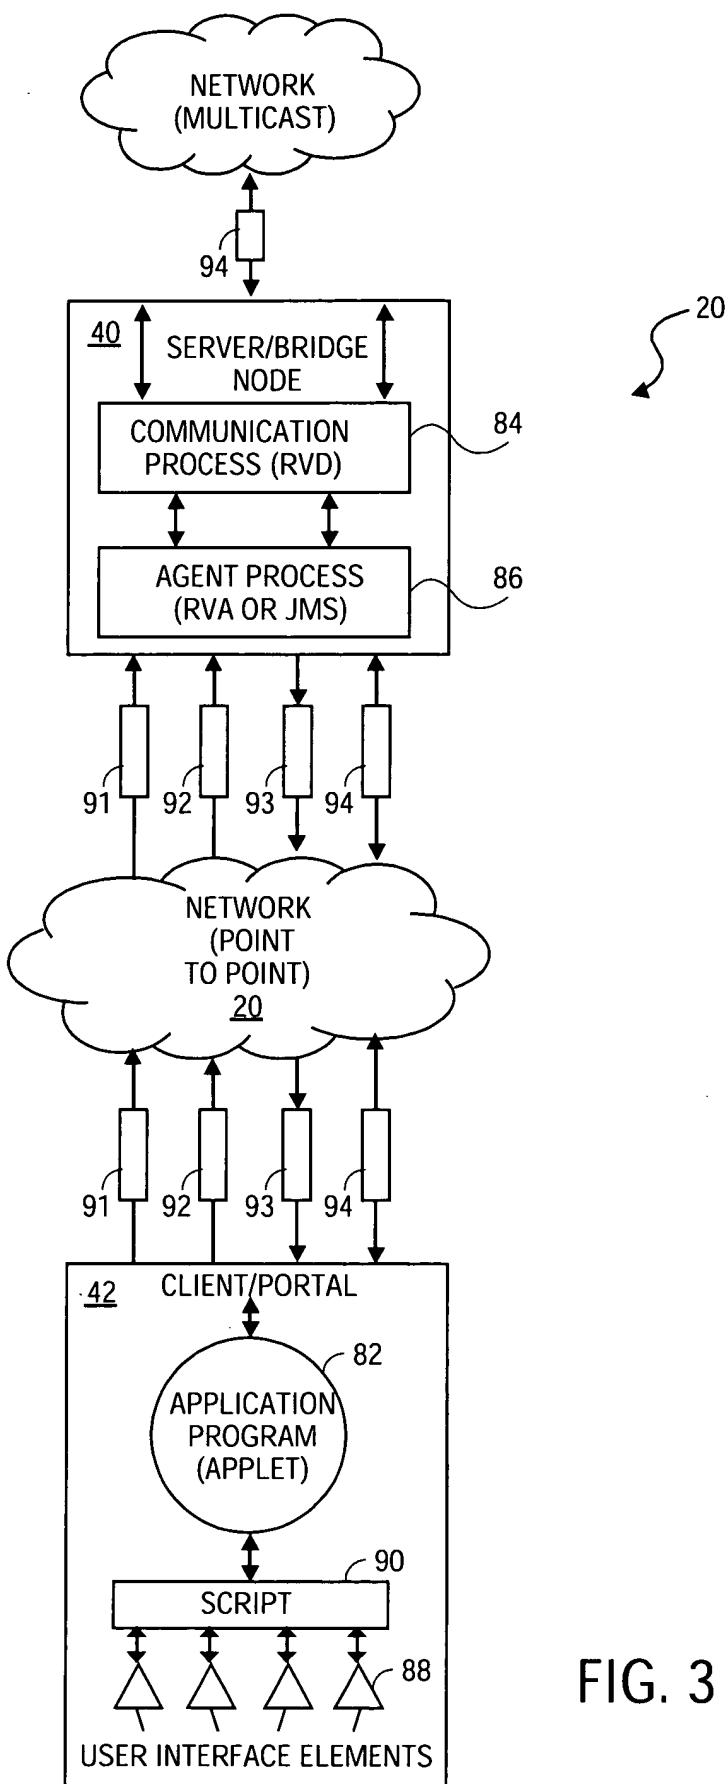 NETWORK
(MULTICAST)
94
20
40
SERVER/BRIDGE
NODE
COMMUNICATION
PROCESS (RVD)
84
AGENT PROCESS
(RVA OR JMS)
86
91
92
93
94
NETWORK
(POINT
TO POINT)
20
91
92
93
94
42
CLIENT/PORTAL
82
APPLICATION
PROGRAM
(APPLET)
90
SCRIPT
88
USER INTERFACE ELEMENTS
FIG. 3